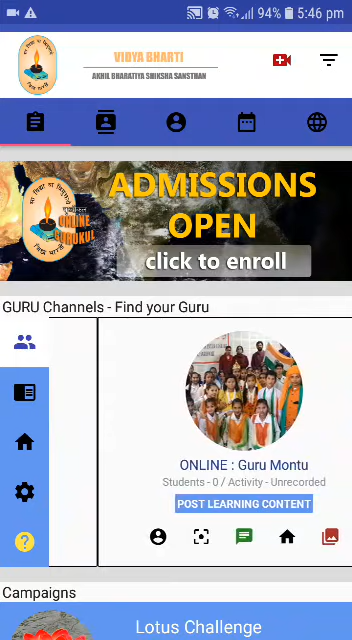 94% 5:46 pm
VIDYA BHARTI
AKHIL BHARATIYA SHIKSHA SANSTHAN
ADMISSIONS
OPEN
click to enroll
ONLINE
GURUKUL
GURU Channels - Find your Guru
ONLINE : Guru Montu
Students - 0 / Activity - Unrecorded
POST LEARNING CONTENT
?
Campaigns
Lotus Challenge